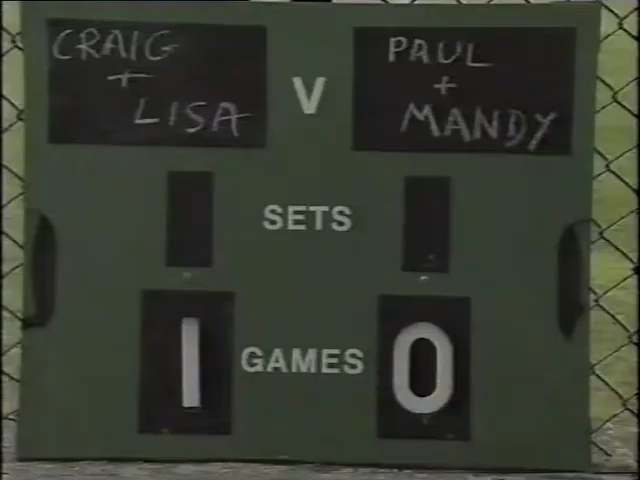 CRAIG
+
LISA
V
PAUL
+
MANDY
SETS
1 GAMES 0